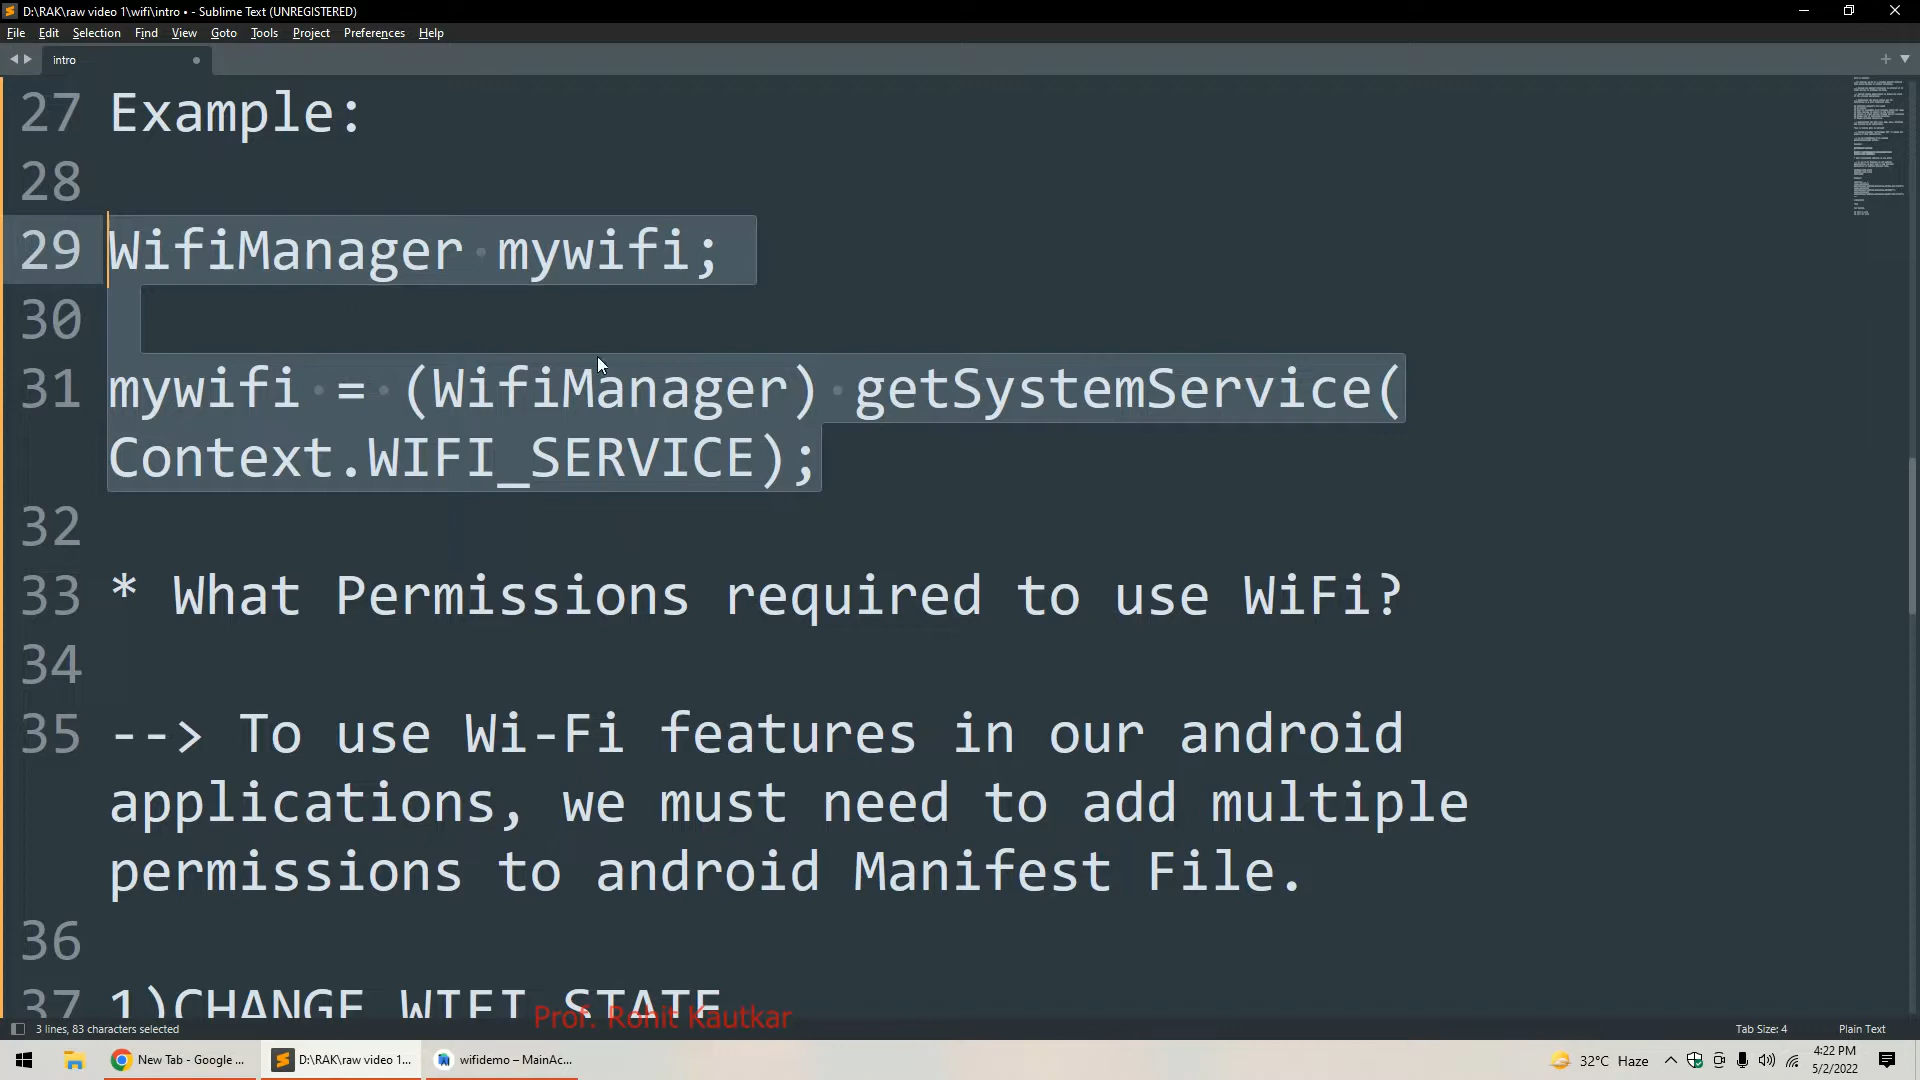 D:\RAK\raw video 1\wifi\intro • - Sublime Text (UNREGISTERED)
File Edit Selection Find View Goto Tools Project Preferences Help
intro
27 Example:
28
29 WifiManager mywifi;
30
31 mywifi = (WifiManager) getSystemService(
Context.WIFI_SERVICE);
32
33 * What Permissions required to use WiFi?
34
35 --> To use Wi-Fi features in our android
applications, we must need to add multiple
permissions to android Manifest File.
36
37 1)CHANGE_WIFI_STATE
Prof. Rohit Kautkar
3 lines, 83 characters selected
Tab Size: 4
Plain Text
New Tab - Google ...
D:\RAK\raw video 1...
wifidemo – MainAc...
32°C Haze
4:22 PM
5/2/2022